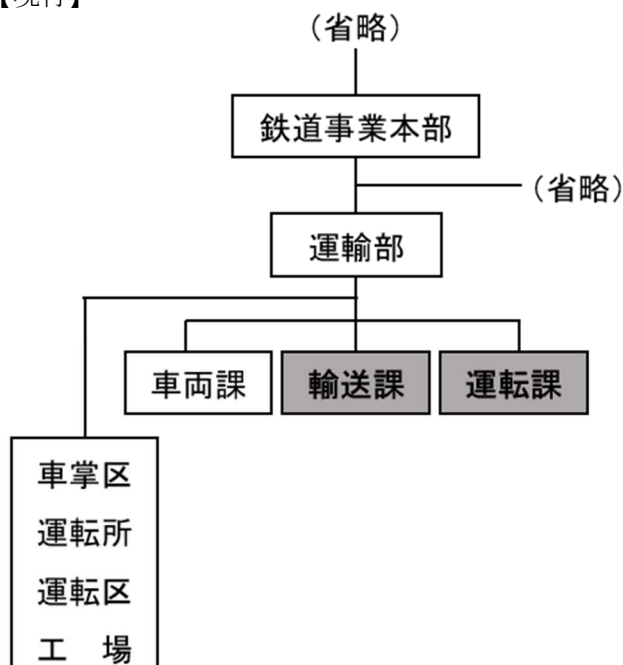 (省略)
鉄道事業本部
(省略)
運輸部
車両課 輸送課 運転課
車掌区
運転所
運転区
工　場